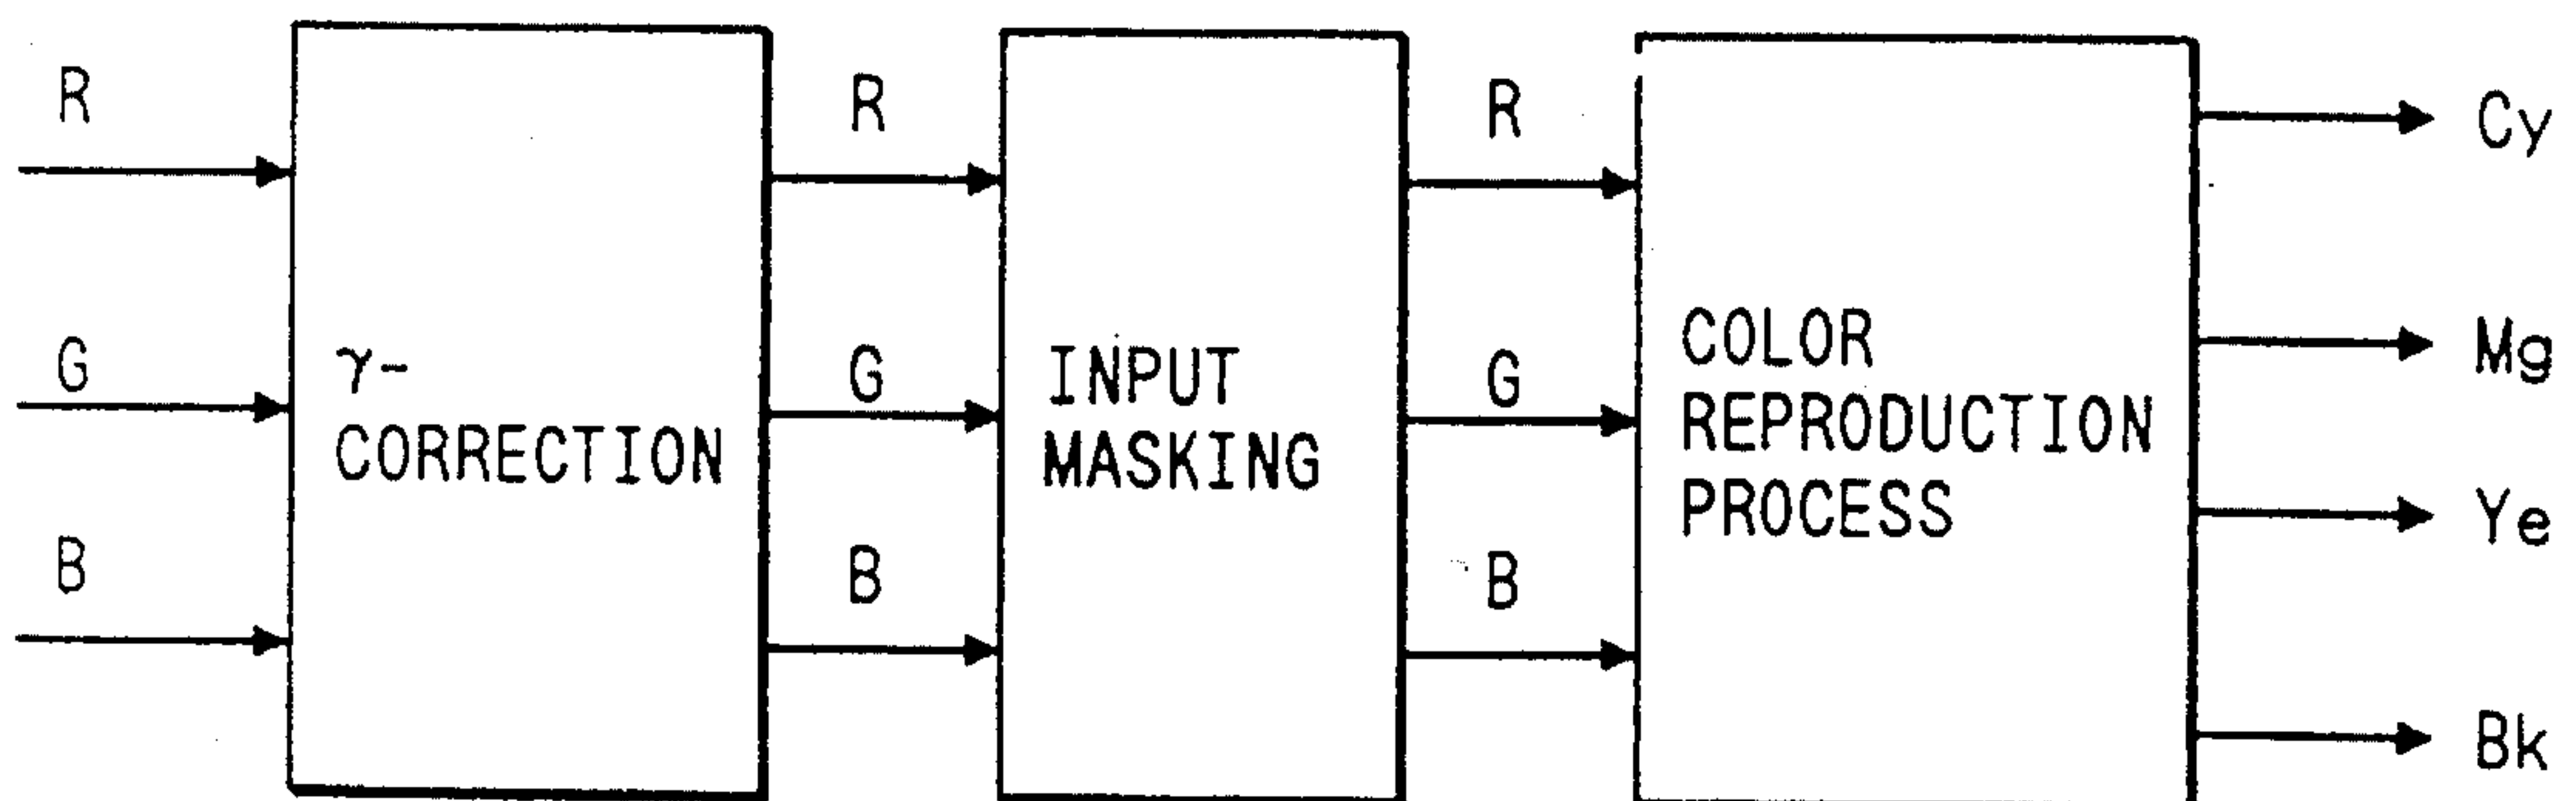 R
G
B
γ-
CORRECTION
R
G
B
INPUT
MASKING
R
G
B
COLOR
REPRODUCTION
PROCESS
Cy
Mg
Ye
Bk